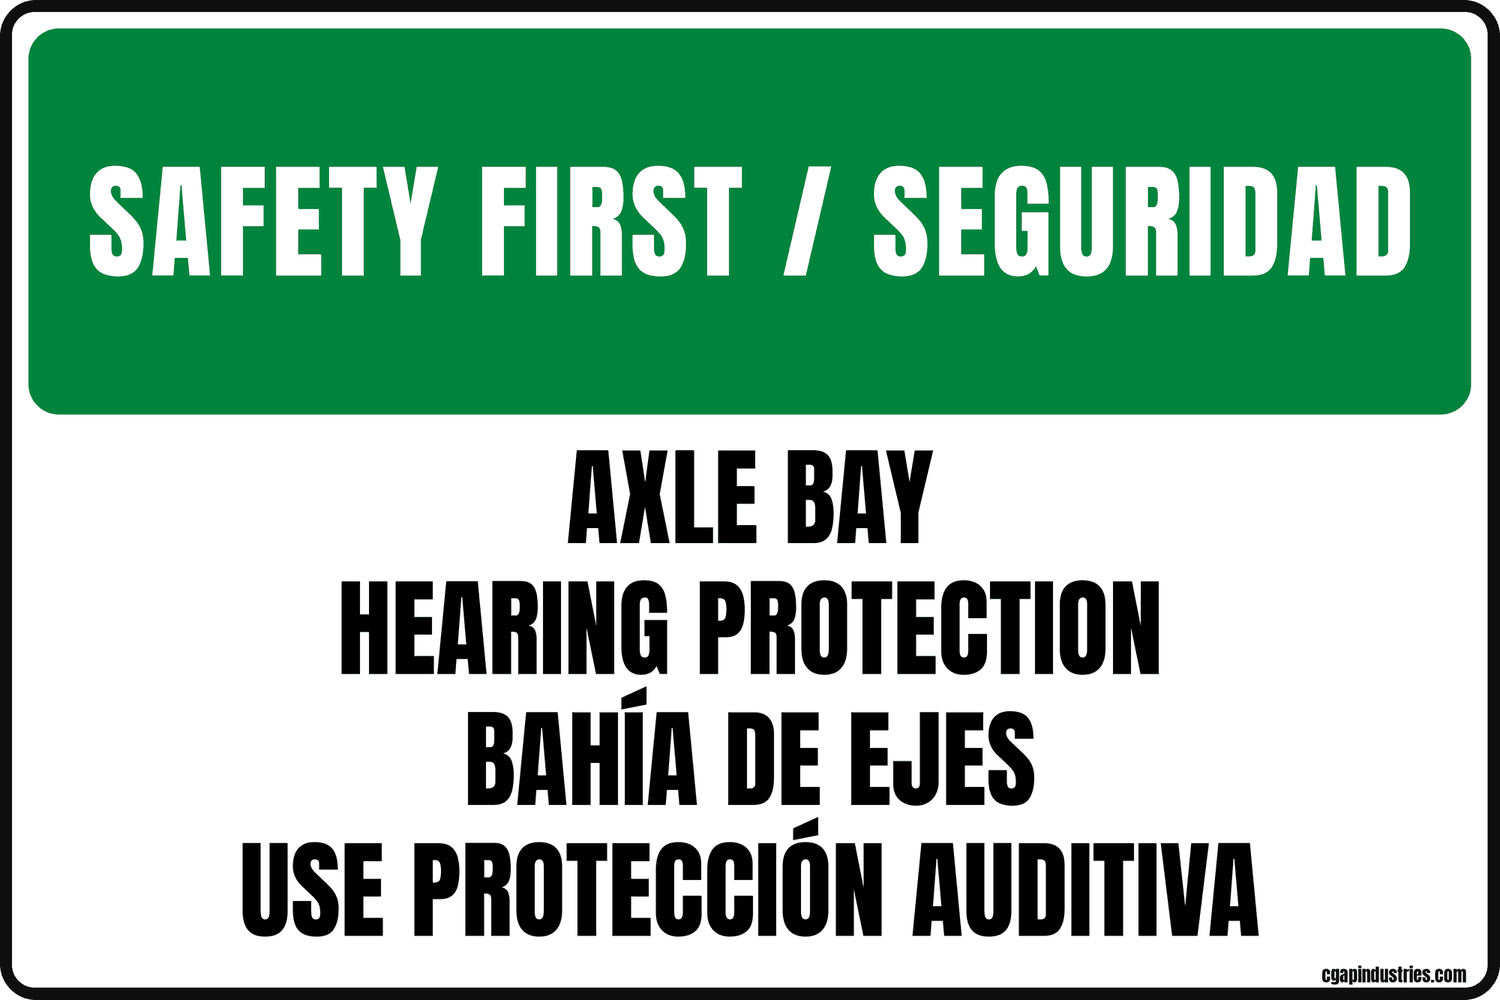 SAFETY FIRST / SEGURIDAD
AXLE BAY
HEARING PROTECTION
BAHÍA DE EJES
USE PROTECCIÓN AUDITIVA
cgapindustries.com